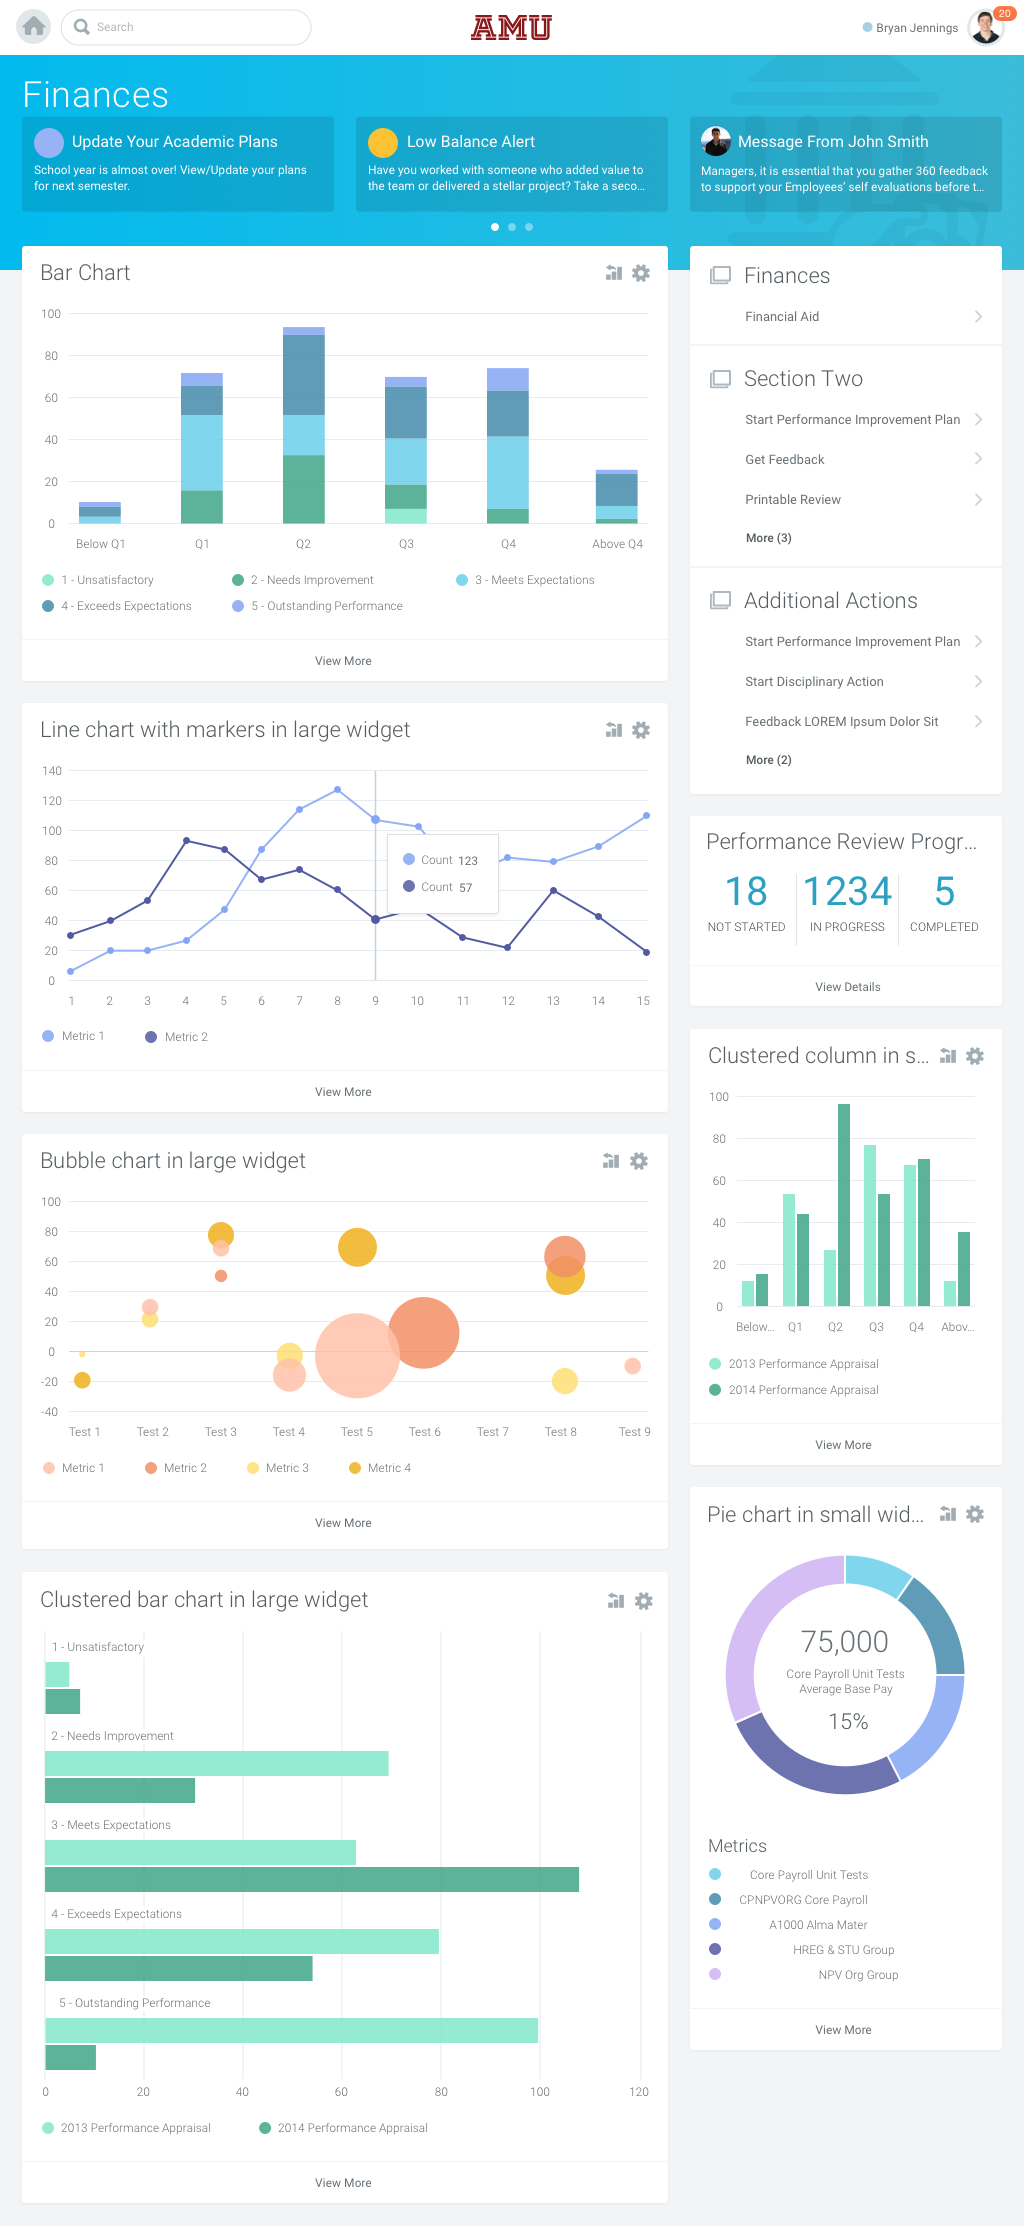 Search
AMU
Bryan Jennings
20
Finances
Update Your Academic Plans
School year is almost over! View/Update your plans
for next semester.
Low Balance Alert
Have you worked with someone who added value to
the team or delivered a stellar project? Take a seco...
Message From John Smith
Managers, it is essential that you gather 360 feedback
to support your Employees' self evaluations before t...
Bar Chart
100
80
60
40
20
0
Below Q1 Q1 Q2 Q3 Q4 Above Q4
1 - Unsatisfactory 2 - Needs Improvement 3 - Meets Expectations
4 - Exceeds Expectations 5 - Outstanding Performance
View More
Finances
Financial Aid
Section Two
Start Performance Improvement Plan
Get Feedback
Printable Review
More (3)
Additional Actions
Start Performance Improvement Plan
Start Disciplinary Action
Feedback LOREM Ipsum Dolor Sit
More (2)
Line chart with markers in large widget
140
120
100
80
60
40
20
0
Count 123
Count 57
1 2 3 4 5 6 7 8 9 10 11 12 13 14 15
Metric 1 Metric 2
View More
Performance Review Progr...
18 1234 5
NOT STARTED IN PROGRESS COMPLETED
View Details
Clustered column in s...
100
80
60
40
20
0
Below... Q1 Q2 Q3 Q4 Abov...
2013 Performance Appraisal
2014 Performance Appraisal
View More
Bubble chart in large widget
100
80
60
40
20
0
-20
-40
Test 1 Test 2 Test 3 Test 4 Test 5 Test 6 Test 7 Test 8 Test 9
Metric 1 Metric 2 Metric 3 Metric 4
View More
Pie chart in small wid...
75,000
Core Payroll Unit Tests
Average Base Pay
15%
Metrics
Core Payroll Unit Tests
CPNPVORG Core Payroll
A1000 Alma Mater
HREG & STU Group
NPV Org Group
View More
Clustered bar chart in large widget
1 - Unsatisfactory
2 - Needs Improvement
3 - Meets Expectations
4 - Exceeds Expectations
5 - Outstanding Performance
0 20 40 60 80 100 120
2013 Performance Appraisal 2014 Performance Appraisal
View More